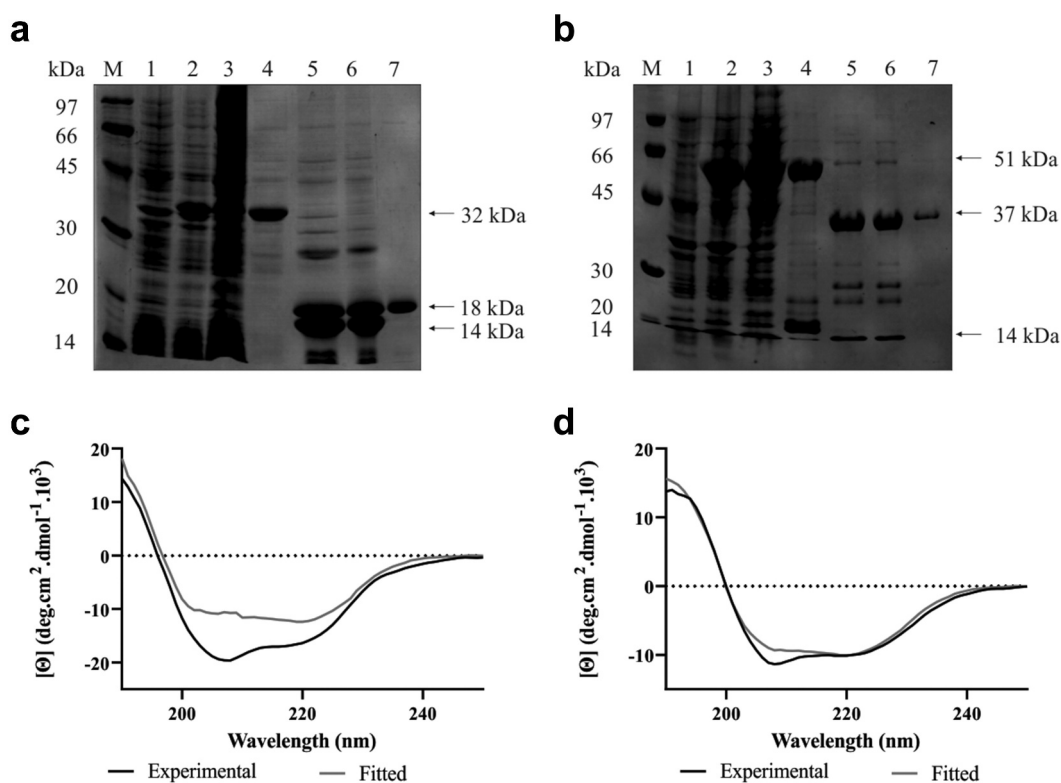 a
kDa M 1 2 3 4 5 6 7
97
66
45
30
20
14
32 kDa
18 kDa
14 kDa
b
kDa M 1 2 3 4 5 6 7
97
66
45
30
20
14
51 kDa
37 kDa
14 kDa
c
[Θ] (deg.cm².dmol⁻¹.10³)
20
10
0
-10
-20
200 220 240
Wavelength (nm)
Experimental Fitted
d
[Θ] (deg.cm².dmol⁻¹.10³)
20
10
0
-10
200 220 240
Wavelength (nm)
Experimental Fitted